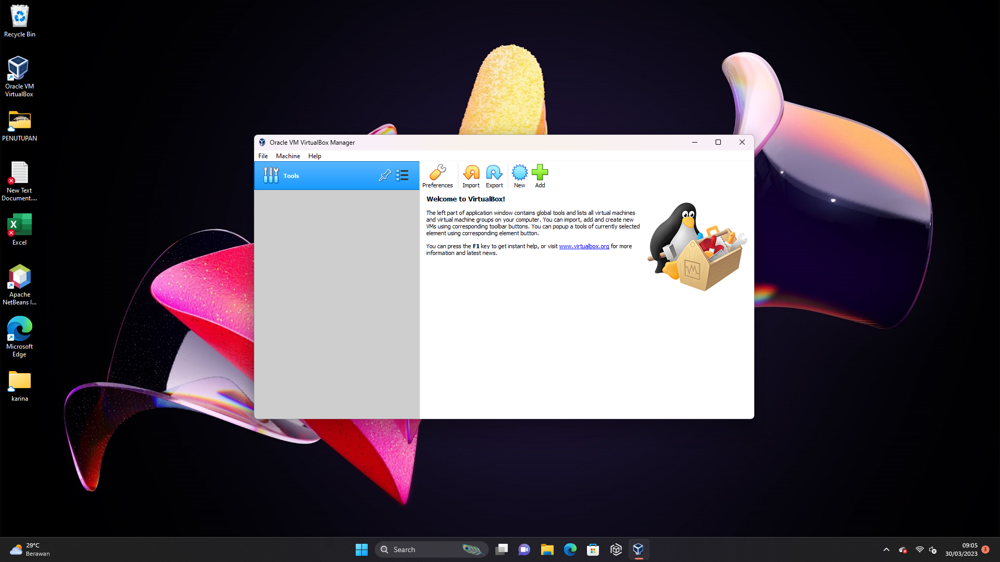 Recycle Bin
Oracle VM
VirtualBox
PENUTUPAN
New Text
Document....
Excel
Apache
NetBeans I...
Microsoft
Edge
karina
Oracle VM VirtualBox Manager
File Machine Help
Tools
Preferences Import Export New Add
Welcome to VirtualBox!
The left part of application window contains global tools and lists all virtual machines
and virtual machine groups on your computer. You can import, add and create new
VMs using corresponding toolbar buttons. You can popup a tools of currently selected
element using corresponding element button.
You can press the F1 key to get instant help, or visit www.virtualbox.org for more
information and latest news.
29°C
Berawan
Search
09:05
30/03/2023
3